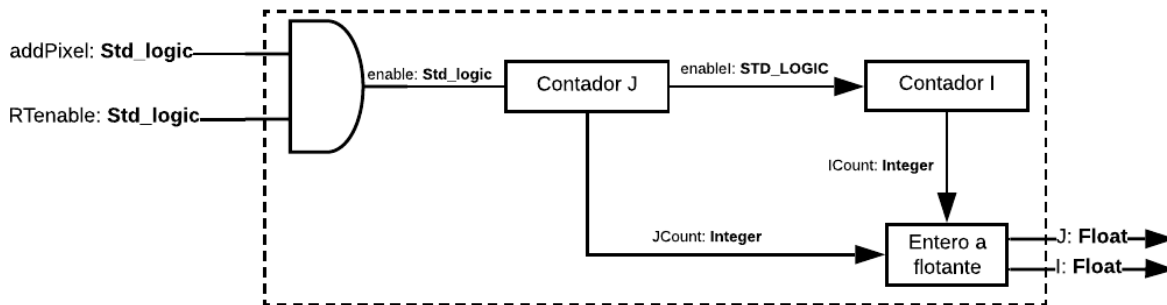 addPixel: Std_logic
RTenable: Std_logic
enable: Std_logic
Contador J
enableI: STD_LOGIC
Contador I
ICount: Integer
JCount: Integer
Entero a
flotante
J: Float
I: Float